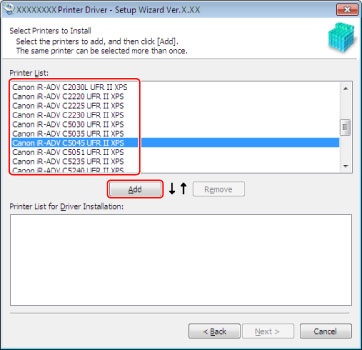 XXXXXXXX Printer Driver - Setup Wizard Ver.X.XX
Select Printers to Install
Select the printers to add, and then click [Add].
The same printer can be selected more than once.
Printer List:
Canon iR-ADV C2030L UFR II XPS
Canon iR-ADV C2220 UFR II XPS
Canon iR-ADV C2225 UFR II XPS
Canon iR-ADV C2230 UFR II XPS
Canon iR-ADV C5030 UFR II XPS
Canon iR-ADV C5035 UFR II XPS
Canon iR-ADV C5045 UFR II XPS
Canon iR-ADV C5051 UFR II XPS
Canon iR-ADV C5235 UFR II XPS
Canon iR-ADV C5240 UFR II XPS
Add
Remove
Printer List for Driver Installation:
< Back
Next >
Cancel